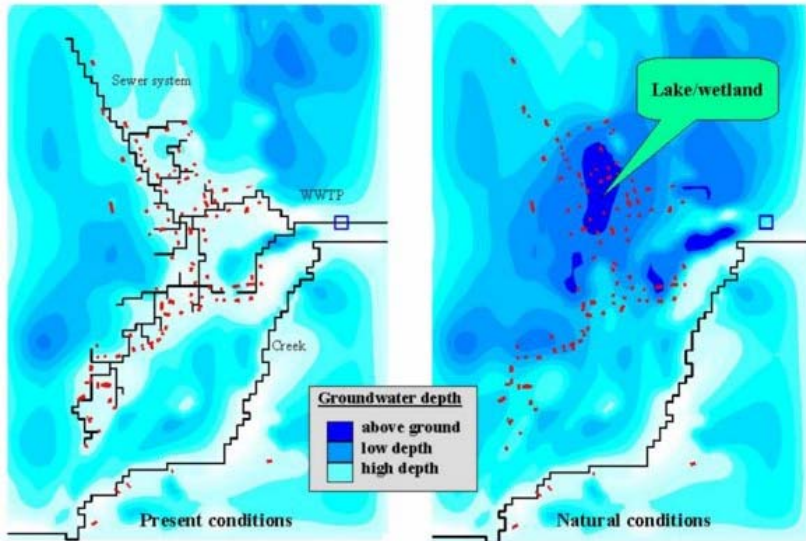 Sewer system
WWTP
Creek
Present conditions
Lake/wetland
Natural conditions
Groundwater depth
above ground
low depth
high depth